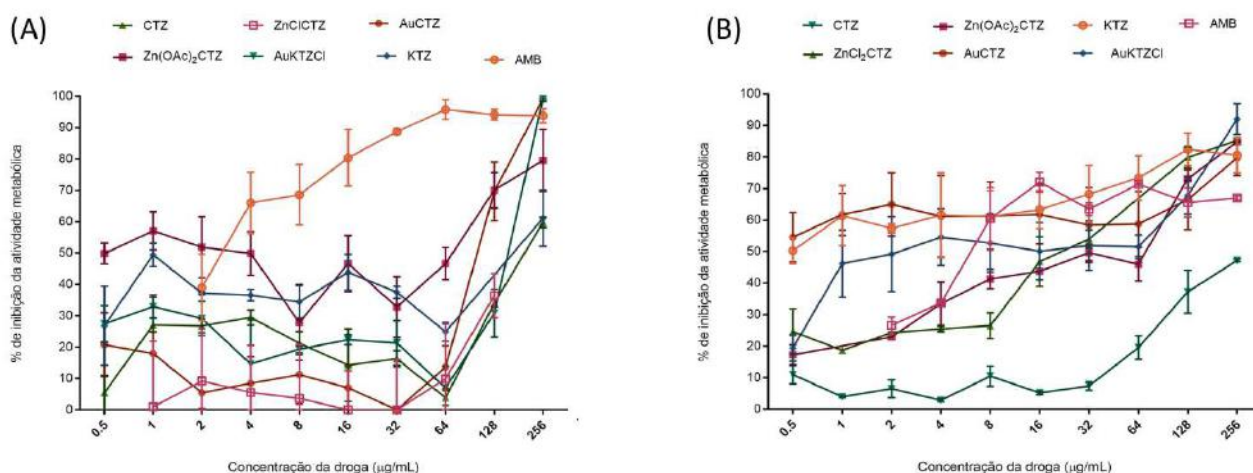 (A)
CTZ ZnClCTZ AuCTZ
Zn(OAc)₂CTZ AuKTZCl KTZ AMB
% de inibição da atividade metabólica
100
90
80
70
60
50
40
30
20
10
0
0.5 1 2 4 8 16 32 64 128 256
Concentração da droga (µg/mL)
(B)
CTZ Zn(OAc)₂CTZ KTZ AMB
ZnCl₂CTZ AuCTZ AuKTZCl
% de inibição da atividade metabólica
100
90
80
70
60
50
40
30
20
10
0
0.5 1 2 4 8 16 32 64 128 256
Concentração da droga (µg/mL)